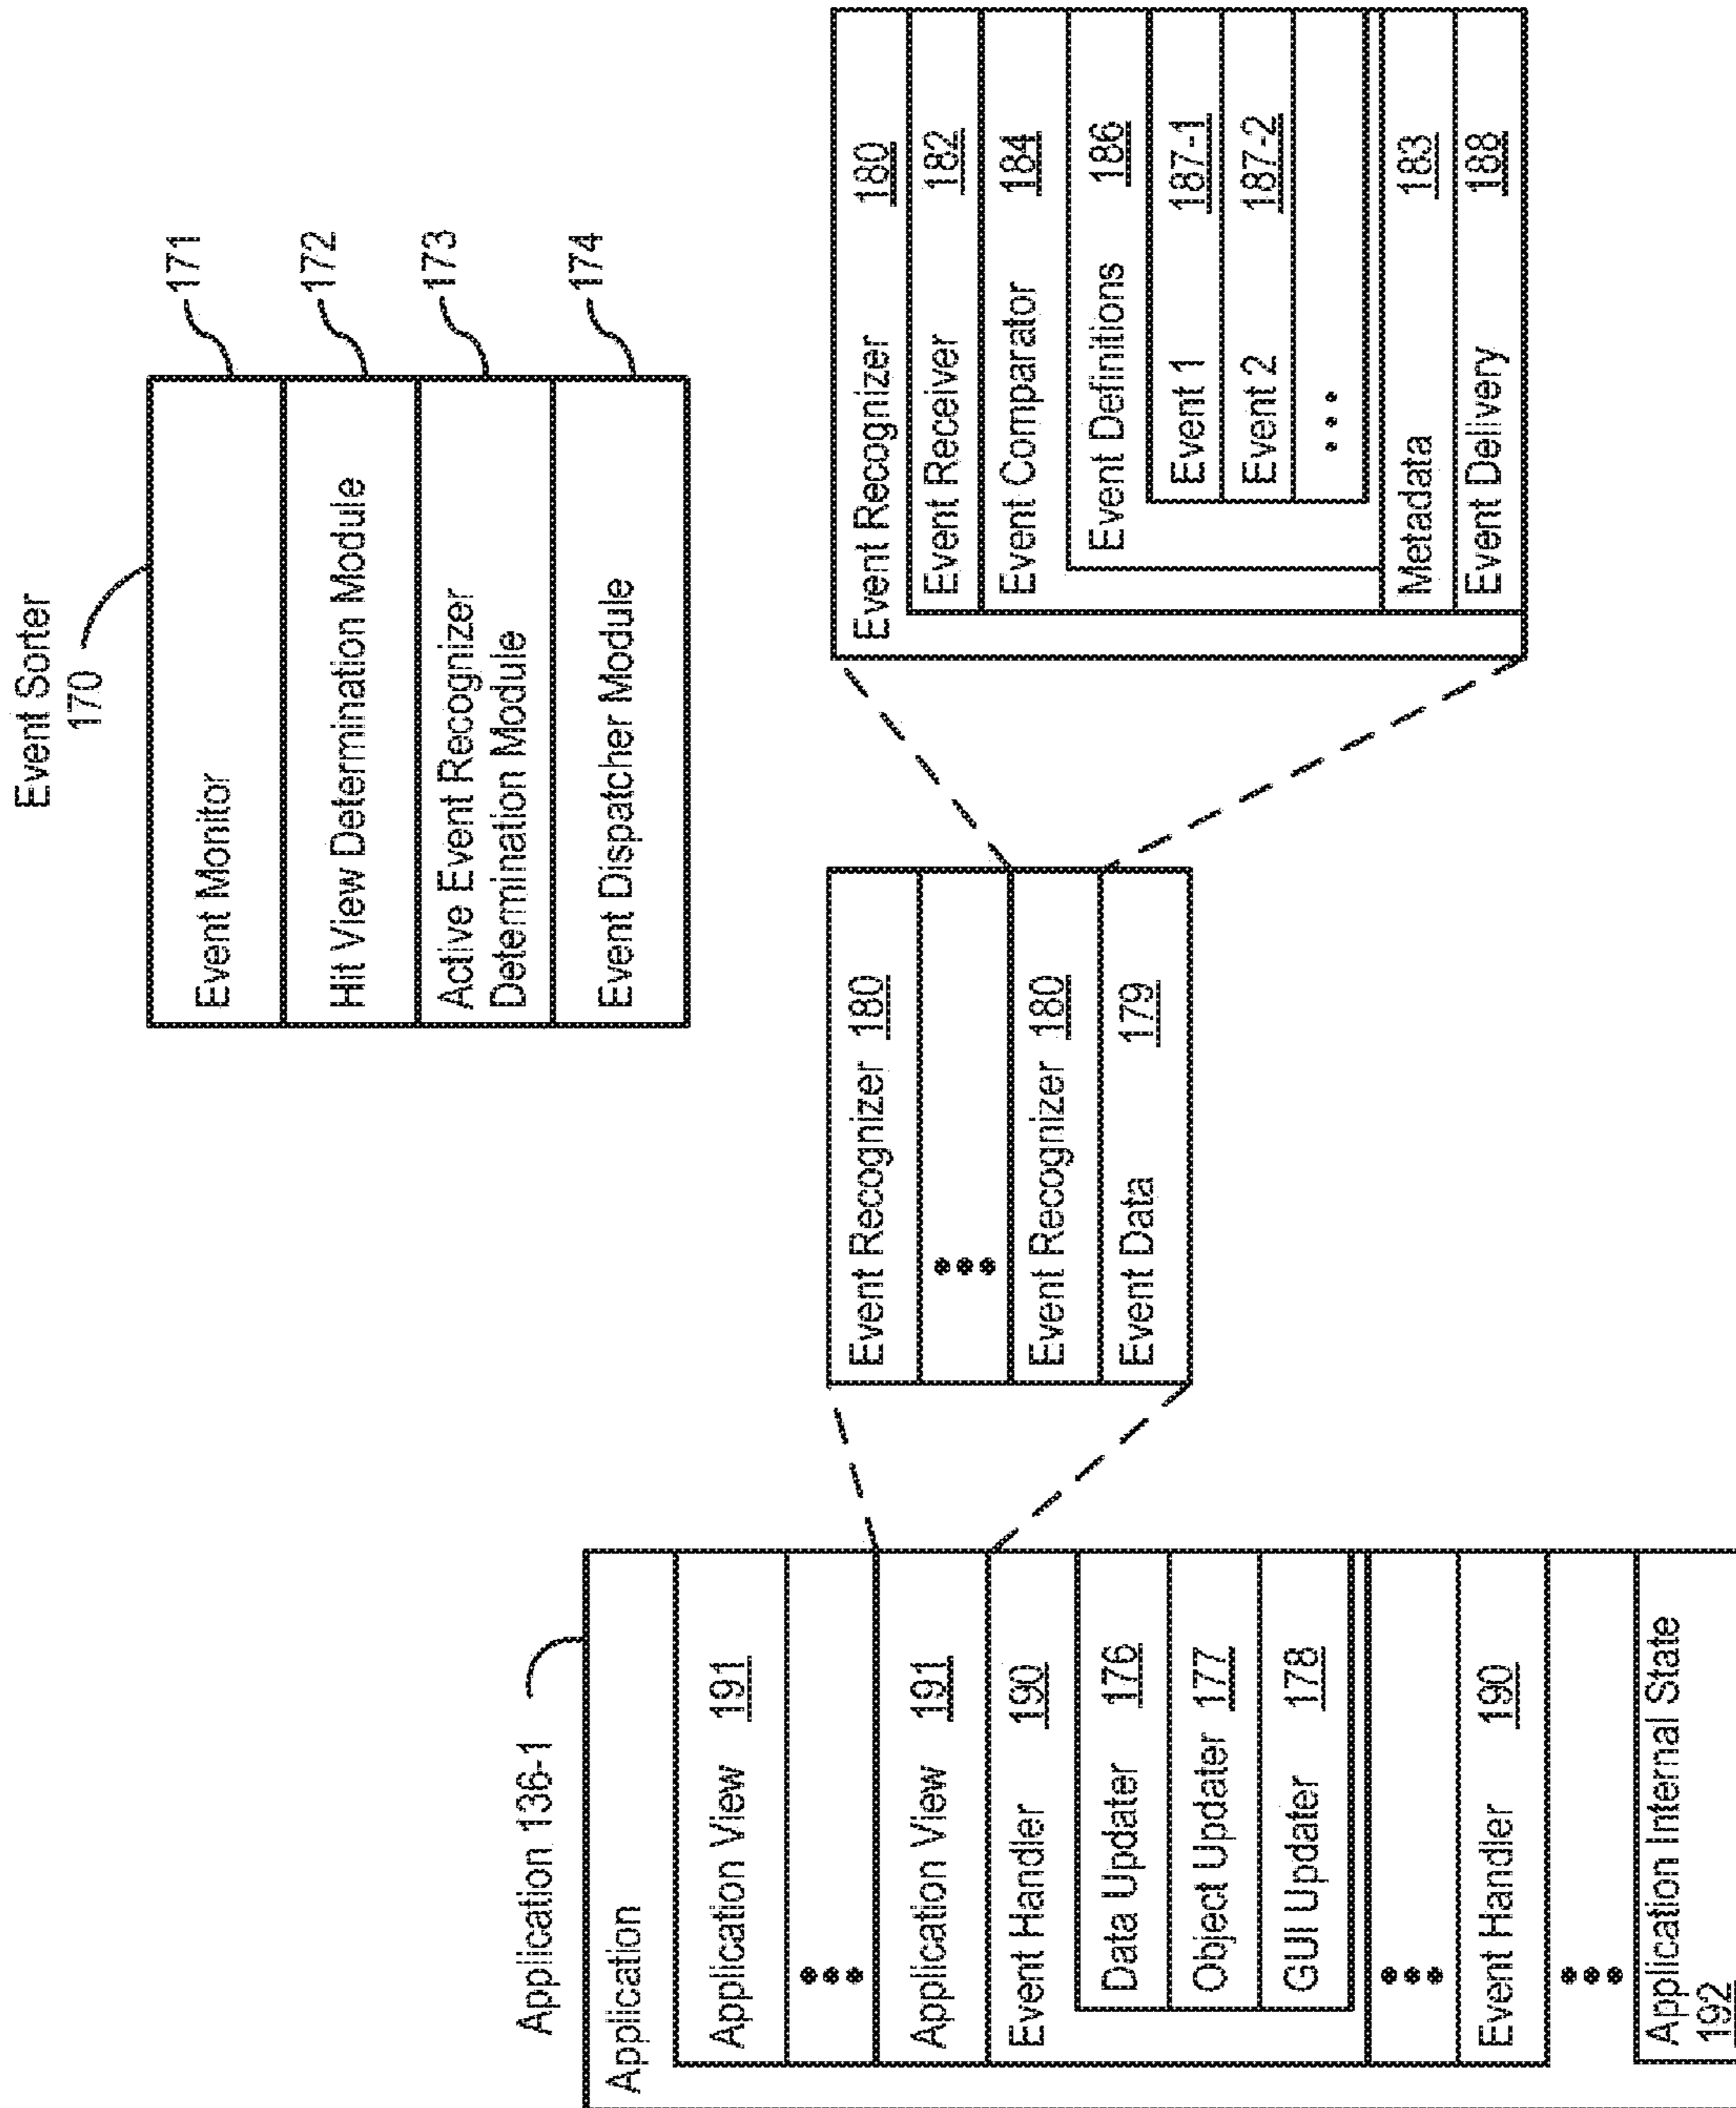 Event Sorter
170
Event Monitor
171
Hit View Determination Module
172
Active Event Recognizer
Determination Module
173
Event Dispatcher Module
174
Application 136-1
Application
Application View 191
Application View 191
Event Handler 190
Data Updater 176
Object Updater 177
GUI Updater 178
Event Handler 190
Application Internal State
192
Event Recognizer 180
Event Recognizer 180
Event Data 179
Event Recognizer 180
Event Receiver 182
Event Comparator 184
Event Definitions 186
Event 1 187-1
Event 2 187-2
Metadata 183
Event Delivery 188